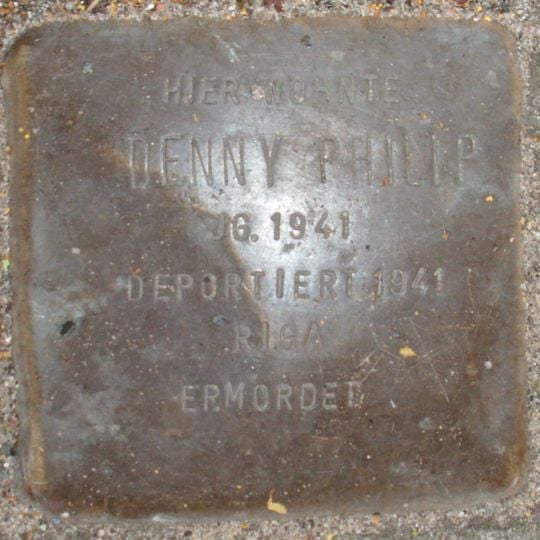 HIER WOHNTE
DENNY PHILIP
JG. 1941
DEPORTIERT 1941
RIGA
ERMORDET